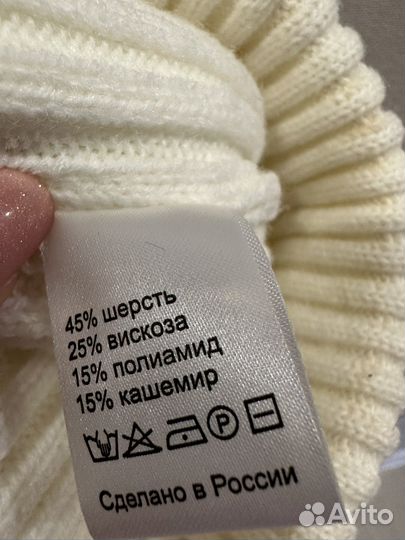 45% шерсть
25% вискоза
15% полиамид
15% кашемир
P
Сделано в России
Avito